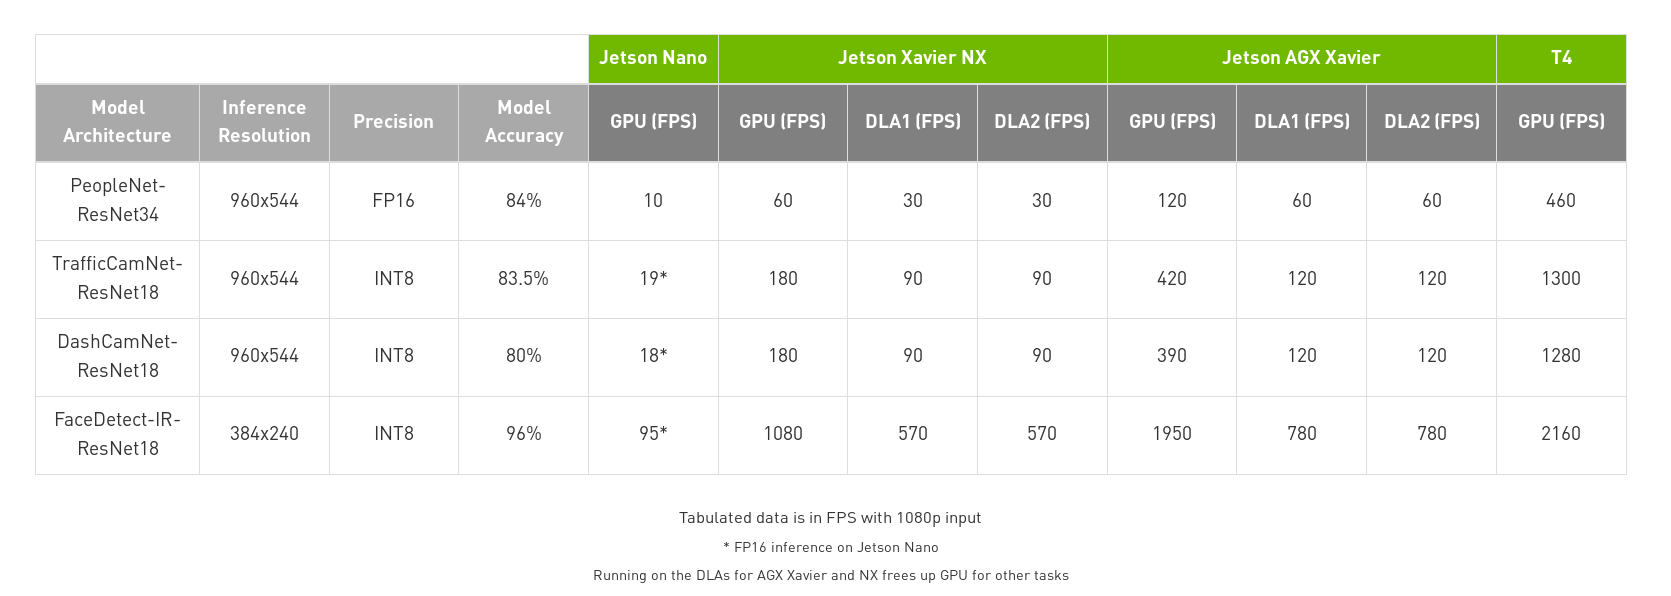 Jetson Nano Jetson Xavier NX Jetson AGX Xavier T4
Model Architecture Inference Resolution Precision Model Accuracy GPU (FPS) GPU (FPS) DLA1 (FPS) DLA2 (FPS) GPU (FPS) DLA1 (FPS) DLA2 (FPS) GPU (FPS)
PeopleNet-ResNet34 960x544 FP16 84% 10 60 30 30 120 60 60 460
TrafficCamNet-ResNet18 960x544 INT8 83.5% 19* 180 90 90 420 120 120 1300
DashCamNet-ResNet18 960x544 INT8 80% 18* 180 90 90 390 120 120 1280
FaceDetect-IR-ResNet18 384x240 INT8 96% 95* 1080 570 570 1950 780 780 2160
Tabulated data is in FPS with 1080p input
* FP16 inference on Jetson Nano
Running on the DLAs for AGX Xavier and NX frees up GPU for other tasks